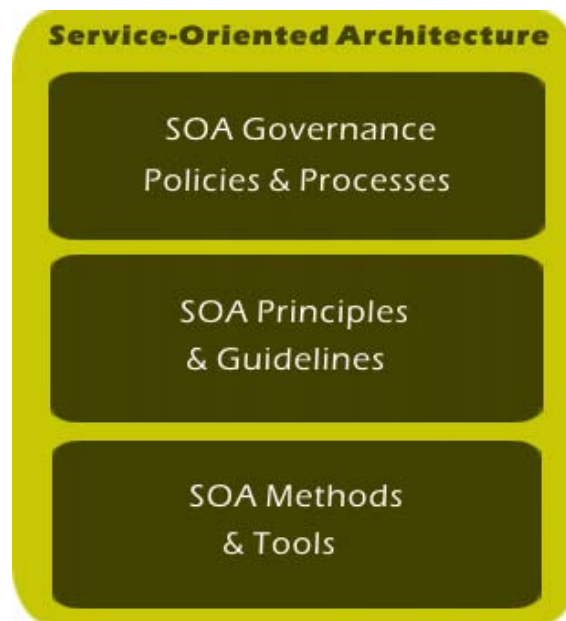 Service-Oriented Architecture
SOA Governance
Policies & Processes
SOA Principles
& Guidelines
SOA Methods
& Tools